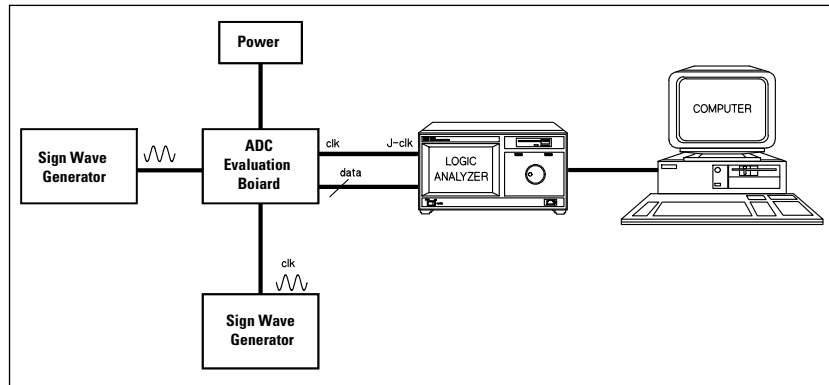 Power
Sign Wave
Generator
ADC
Evaluation
Boiard
clk
J-clk
data
LOGIC
ANALYZER
COMPUTER
clk
Sign Wave
Generator